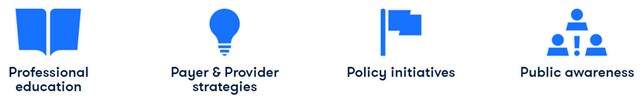 Professional
education
Payer & Provider
strategies
Policy initiatives
Public awareness